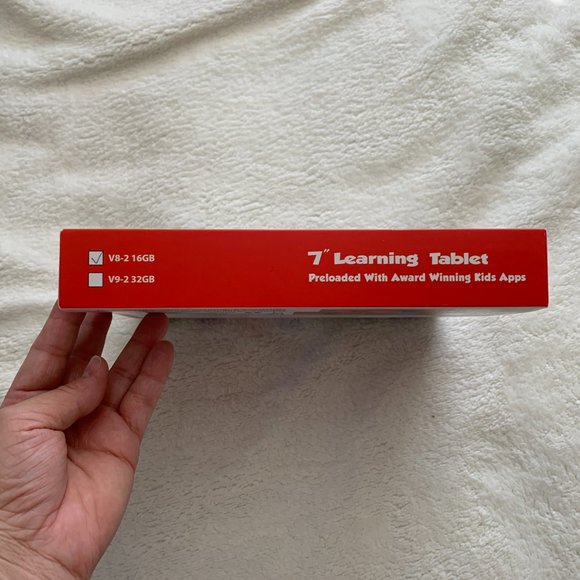 V8-2 16GB
V9-2 32GB
7" Learning Tablet
Preloaded With Award Winning Kids Apps